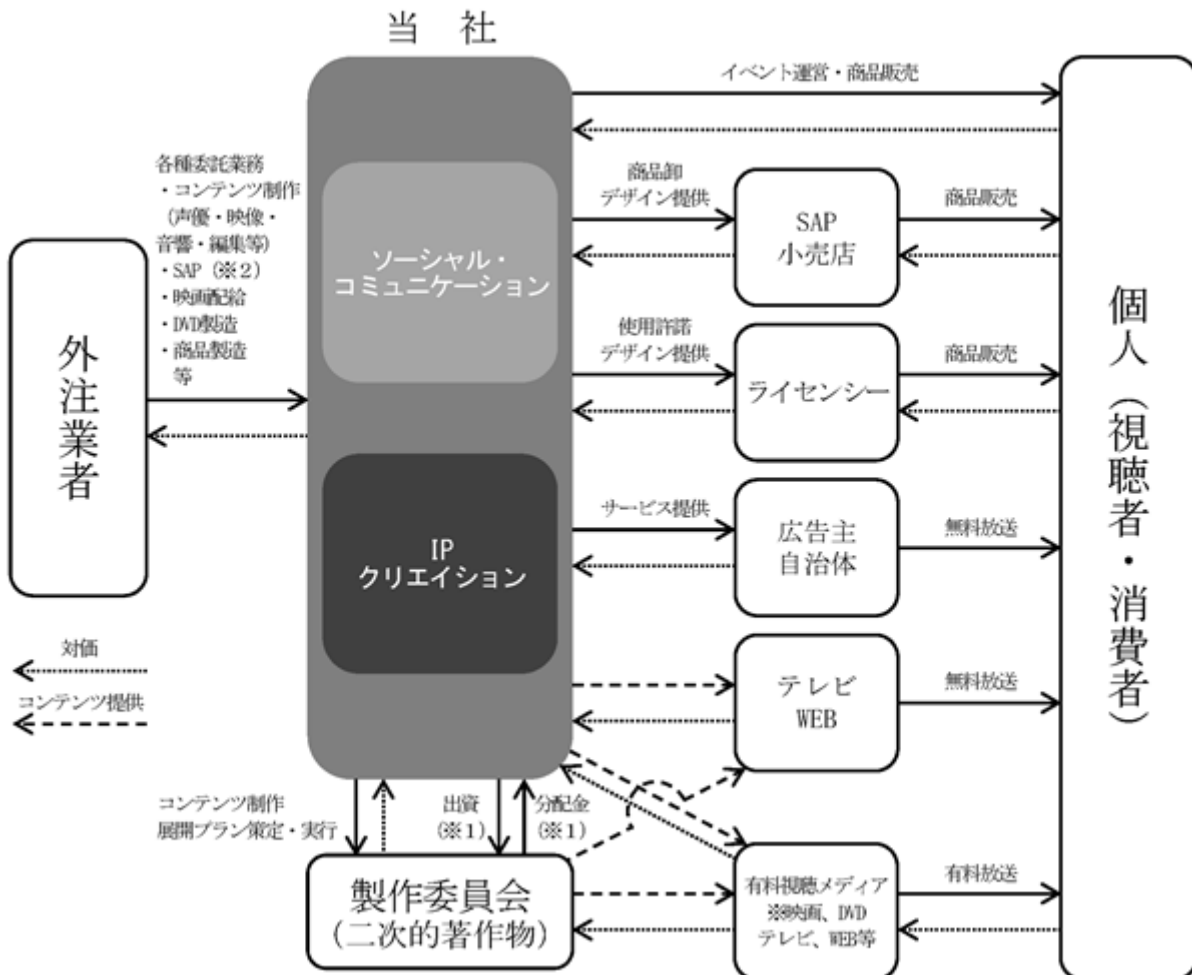 当 社
イベント運営・商品販売
各種委託業務
・コンテンツ制作
(声優・映像・
音響・編集等)
・SAP (※2)
・映画配給
・DVD製造
・商品製造
等
外注業者
対価
コンテンツ提供
ソーシャル・
コミュニケーション
IP
クリエイション
商品卸
デザイン提供
SAP
小売店
商品販売
使用許諾
デザイン提供
ライセンシー
商品販売
サービス提供
広告主
自治体
無料放送
テレビ
WEB
無料放送
コンテンツ制作
展開プラン策定・実行
出資
(※1)
分配金
(※1)
製作委員会
(二次的著作物)
有料視聴メディア
※映画、DVD
テレビ、WEB等
有料放送
個人(視聴者・消費者)